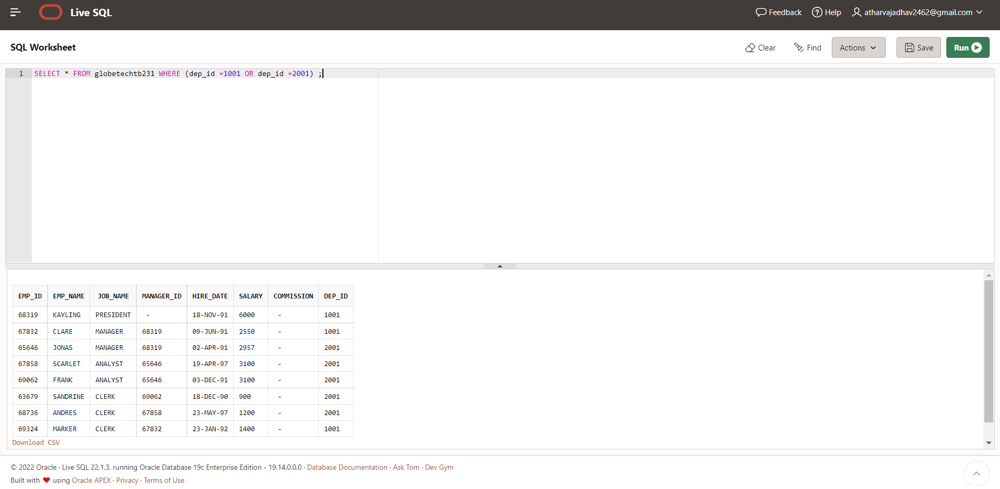 Live SQL
Feedback Help atharvajadhav2462@gmail.com
SQL Worksheet
Clear Find Actions Save Run
1 SELECT * FROM globetechtb231 WHERE (dep_id =1001 OR dep_id =2001) ;
EMP_ID EMP_NAME JOB_NAME MANAGER_ID HIRE_DATE SALARY COMMISSION DEP_ID
68319 KAYLING PRESIDENT - 18-NOV-91 6000 - 1001
67832 CLARE MANAGER 68319 09-JUN-91 2550 - 1001
65646 JONAS MANAGER 68319 02-APR-91 2957 - 2001
67858 SCARLET ANALYST 65646 19-APR-97 3100 - 2001
69062 FRANK ANALYST 65646 03-DEC-91 3100 - 2001
63679 SANDRINE CLERK 69062 18-DEC-90 900 - 2001
68736 ANDRES CLERK 67858 23-MAY-97 1200 - 2001
69324 MARKER CLERK 67832 23-JAN-92 1400 - 1001
Download CSV
© 2022 Oracle · Live SQL 22.1.3, running Oracle Database 19c Enterprise Edition - 19.14.0.0.0 · Database Documentation · Ask Tom · Dev Gym
Built with ❤ using Oracle APEX · Privacy · Terms of Use